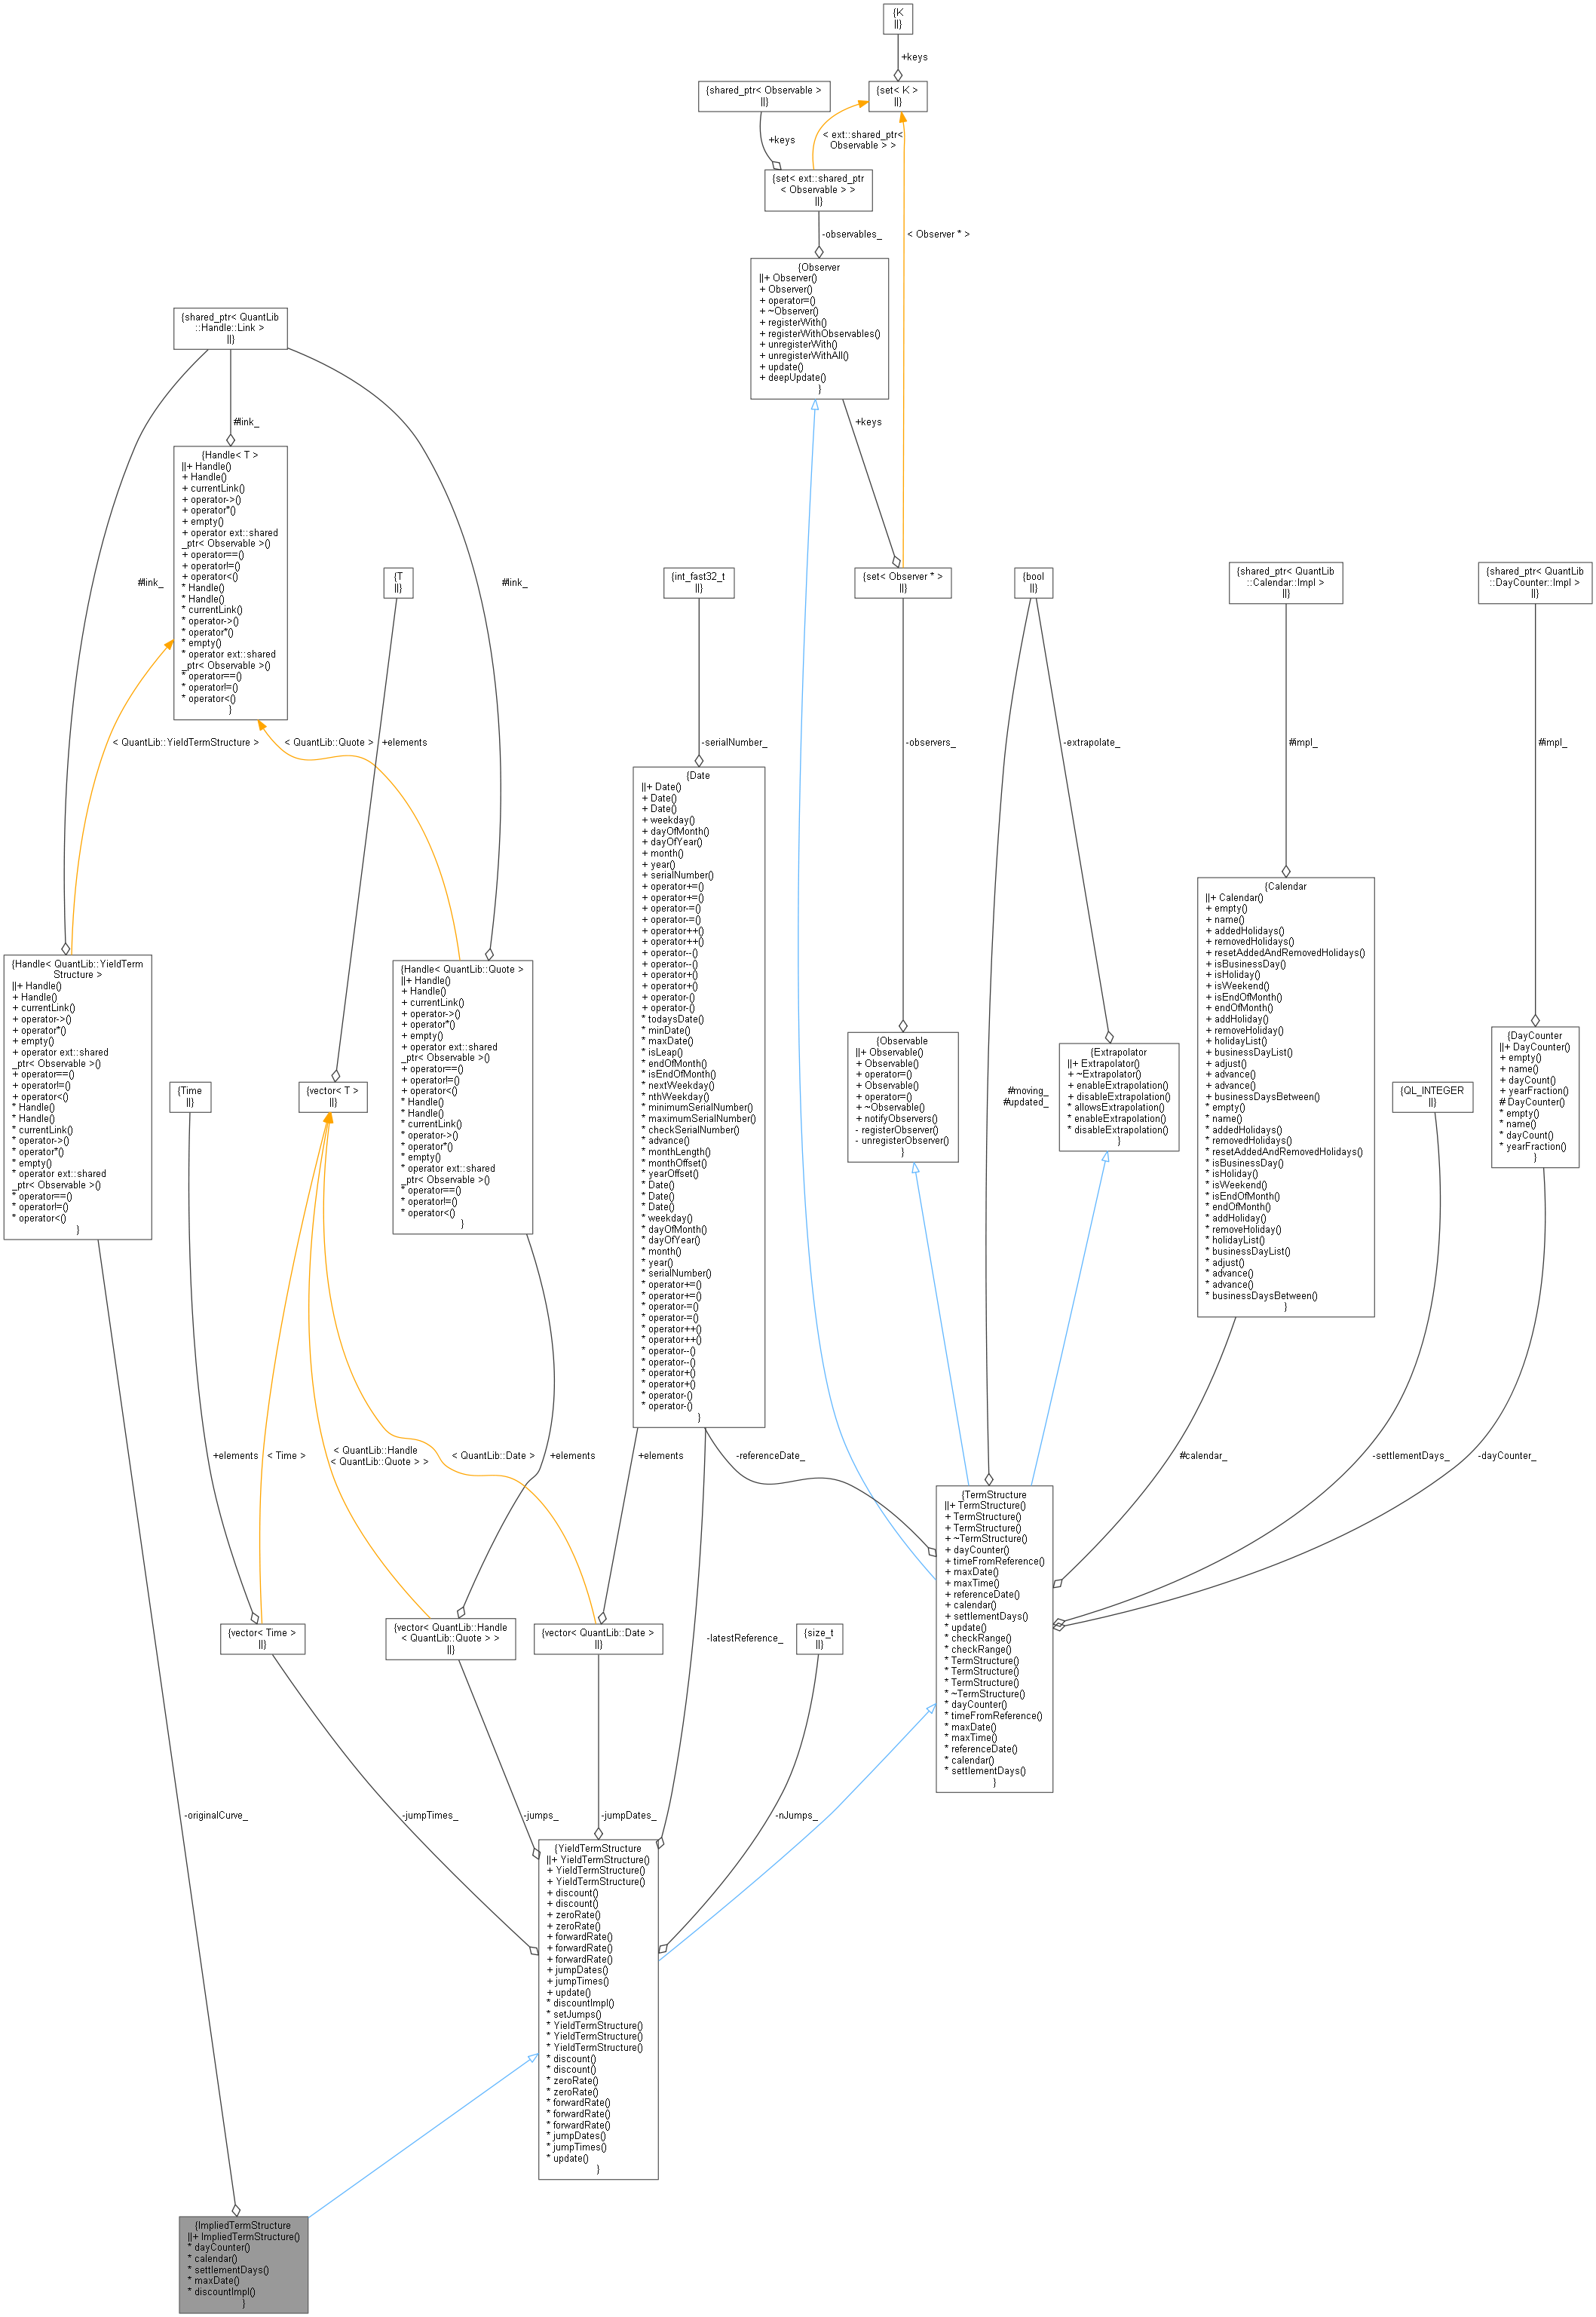 {K
||}
+keys
{shared_ptr< Observable >
||}
{set< K >
||}
+keys
< ext::shared_ptr<
Observable > >
{set< ext::shared_ptr
< Observable > >
||}
-observables_
< Observer * >
{Observer
||+ Observer()
+ Observer()
+ operator=()
+ ~Observer()
+ registerWith()
+ registerWithObservables()
+ unregisterWith()
+ unregisterWithAll()
+ update()
+ deepUpdate()
}
{shared_ptr< QuantLib
::Handle::Link >
||}
#link_
+keys
{Handle< T >
||+ Handle()
+ Handle()
+ currentLink()
+ operator->()
+ operator*()
+ empty()
+ operator ext::shared
_ptr< Observable >()
+ operator==()
+ operator!=()
+ operator<()
* Handle()
* Handle()
* currentLink()
* operator->()
* operator*()
* empty()
* operator ext::shared
_ptr< Observable >()
* operator==()
* operator!=()
* operator<()
}
#link_
#link_
{T
||}
{int_fast32_t
||}
{set< Observer * >
||}
{bool
||}
{shared_ptr< QuantLib
::Calendar::Impl >
||}
{shared_ptr< QuantLib
::DayCounter::Impl >
||}
< QuantLib::YieldTermStructure >
< QuantLib::Quote >
+elements
-serialNumber_
-observers_
-extrapolate_
#impl_
#impl_
{Date
||+ Date()
+ Date()
+ Date()
+ weekday()
+ dayOfMonth()
+ dayOfYear()
+ month()
+ year()
+ serialNumber()
+ operator+=()
+ operator+=()
+ operator-=()
+ operator-=()
+ operator++()
+ operator++()
+ operator--()
+ operator--()
+ operator+()
+ operator+()
+ operator-()
+ operator-()
* todaysDate()
* minDate()
* maxDate()
* isLeap()
* endOfMonth()
* isEndOfMonth()
* nextWeekday()
* nthWeekday()
* minimumSerialNumber()
* maximumSerialNumber()
* checkSerialNumber()
* advance()
* monthLength()
* monthOffset()
* yearOffset()
* Date()
* Date()
* Date()
* weekday()
* dayOfMonth()
* dayOfYear()
* month()
* year()
* serialNumber()
* operator+=()
* operator+=()
* operator-=()
* operator-=()
* operator++()
* operator++()
* operator--()
* operator--()
* operator+()
* operator+()
* operator-()
* operator-()
}
{Calendar
||+ Calendar()
+ empty()
+ name()
+ addedHolidays()
+ removedHolidays()
+ resetAddedAndRemovedHolidays()
+ isBusinessDay()
+ isHoliday()
+ isWeekend()
+ isEndOfMonth()
+ endOfMonth()
+ addHoliday()
+ removeHoliday()
+ holidayList()
+ businessDayList()
+ adjust()
+ advance()
+ advance()
+ businessDaysBetween()
* empty()
* name()
* addedHolidays()
* removedHolidays()
* resetAddedAndRemovedHolidays()
* isBusinessDay()
* isHoliday()
* isWeekend()
* isEndOfMonth()
* endOfMonth()
* addHoliday()
* removeHoliday()
* holidayList()
* businessDayList()
* adjust()
* advance()
* advance()
* businessDaysBetween()
}
{Handle< QuantLib::YieldTerm
Structure >
||+ Handle()
+ Handle()
+ currentLink()
+ operator->()
+ operator*()
+ empty()
+ operator ext::shared
_ptr< Observable >()
+ operator==()
+ operator!=()
+ operator<()
* Handle()
* Handle()
* currentLink()
* operator->()
* operator*()
* empty()
* operator ext::shared
_ptr< Observable >()
* operator==()
* operator!=()
* operator<()
}
{Handle< QuantLib::Quote >
||+ Handle()
+ Handle()
+ currentLink()
+ operator->()
+ operator*()
+ empty()
+ operator ext::shared
_ptr< Observable >()
+ operator==()
+ operator!=()
+ operator<()
* Handle()
* Handle()
* currentLink()
* operator->()
* operator*()
* empty()
* operator ext::shared
_ptr< Observable >()
* operator==()
* operator!=()
* operator<()
}
{Time
||}
{vector< T >
||}
{Observable
||+ Observable()
+ Observable()
+ operator=()
+ Observable()
+ operator=()
+ ~Observable()
+ notifyObservers()
- registerObserver()
- unregisterObserver()
}
#moving_
#updated_
{Extrapolator
||+ Extrapolator()
+ ~Extrapolator()
+ enableExtrapolation()
+ disableExtrapolation()
* allowsExtrapolation()
* enableExtrapolation()
* disableExtrapolation()
}
{QL_INTEGER
||}
{DayCounter
||+ DayCounter()
+ empty()
+ name()
+ dayCount()
+ yearFraction()
# DayCounter()
* empty()
* name()
* dayCount()
* yearFraction()
}
+elements
< Time >
< QuantLib::Handle
< QuantLib::Quote > >
< QuantLib::Date >
+elements
+elements
-referenceDate_
#calendar_
-settlementDays_
-dayCounter_
{TermStructure
||+ TermStructure()
+ TermStructure()
+ TermStructure()
+ ~TermStructure()
+ dayCounter()
+ timeFromReference()
+ maxDate()
+ maxTime()
+ referenceDate()
+ calendar()
+ settlementDays()
* update()
* checkRange()
* checkRange()
* TermStructure()
* TermStructure()
* TermStructure()
* ~TermStructure()
* dayCounter()
* timeFromReference()
* maxDate()
* maxTime()
* referenceDate()
* calendar()
* settlementDays()
}
{vector< Time >
||}
{vector< QuantLib::Handle
< QuantLib::Quote > >
||}
{vector< QuantLib::Date >
||}
-latestReference_
{size_t
||}
-originalCurve_
-jumpTimes_
-jumps_
-jumpDates_
-nJumps_
{YieldTermStructure
||+ YieldTermStructure()
+ YieldTermStructure()
+ YieldTermStructure()
+ discount()
+ discount()
+ zeroRate()
+ zeroRate()
+ forwardRate()
+ forwardRate()
+ forwardRate()
+ jumpDates()
+ jumpTimes()
+ update()
* discountImpl()
* setJumps()
* YieldTermStructure()
* YieldTermStructure()
* YieldTermStructure()
* discount()
* discount()
* zeroRate()
* zeroRate()
* forwardRate()
* forwardRate()
* forwardRate()
* jumpDates()
* jumpTimes()
* update()
}
{ImpliedTermStructure
||+ ImpliedTermStructure()
* dayCounter()
* calendar()
* settlementDays()
* maxDate()
* discountImpl()
}